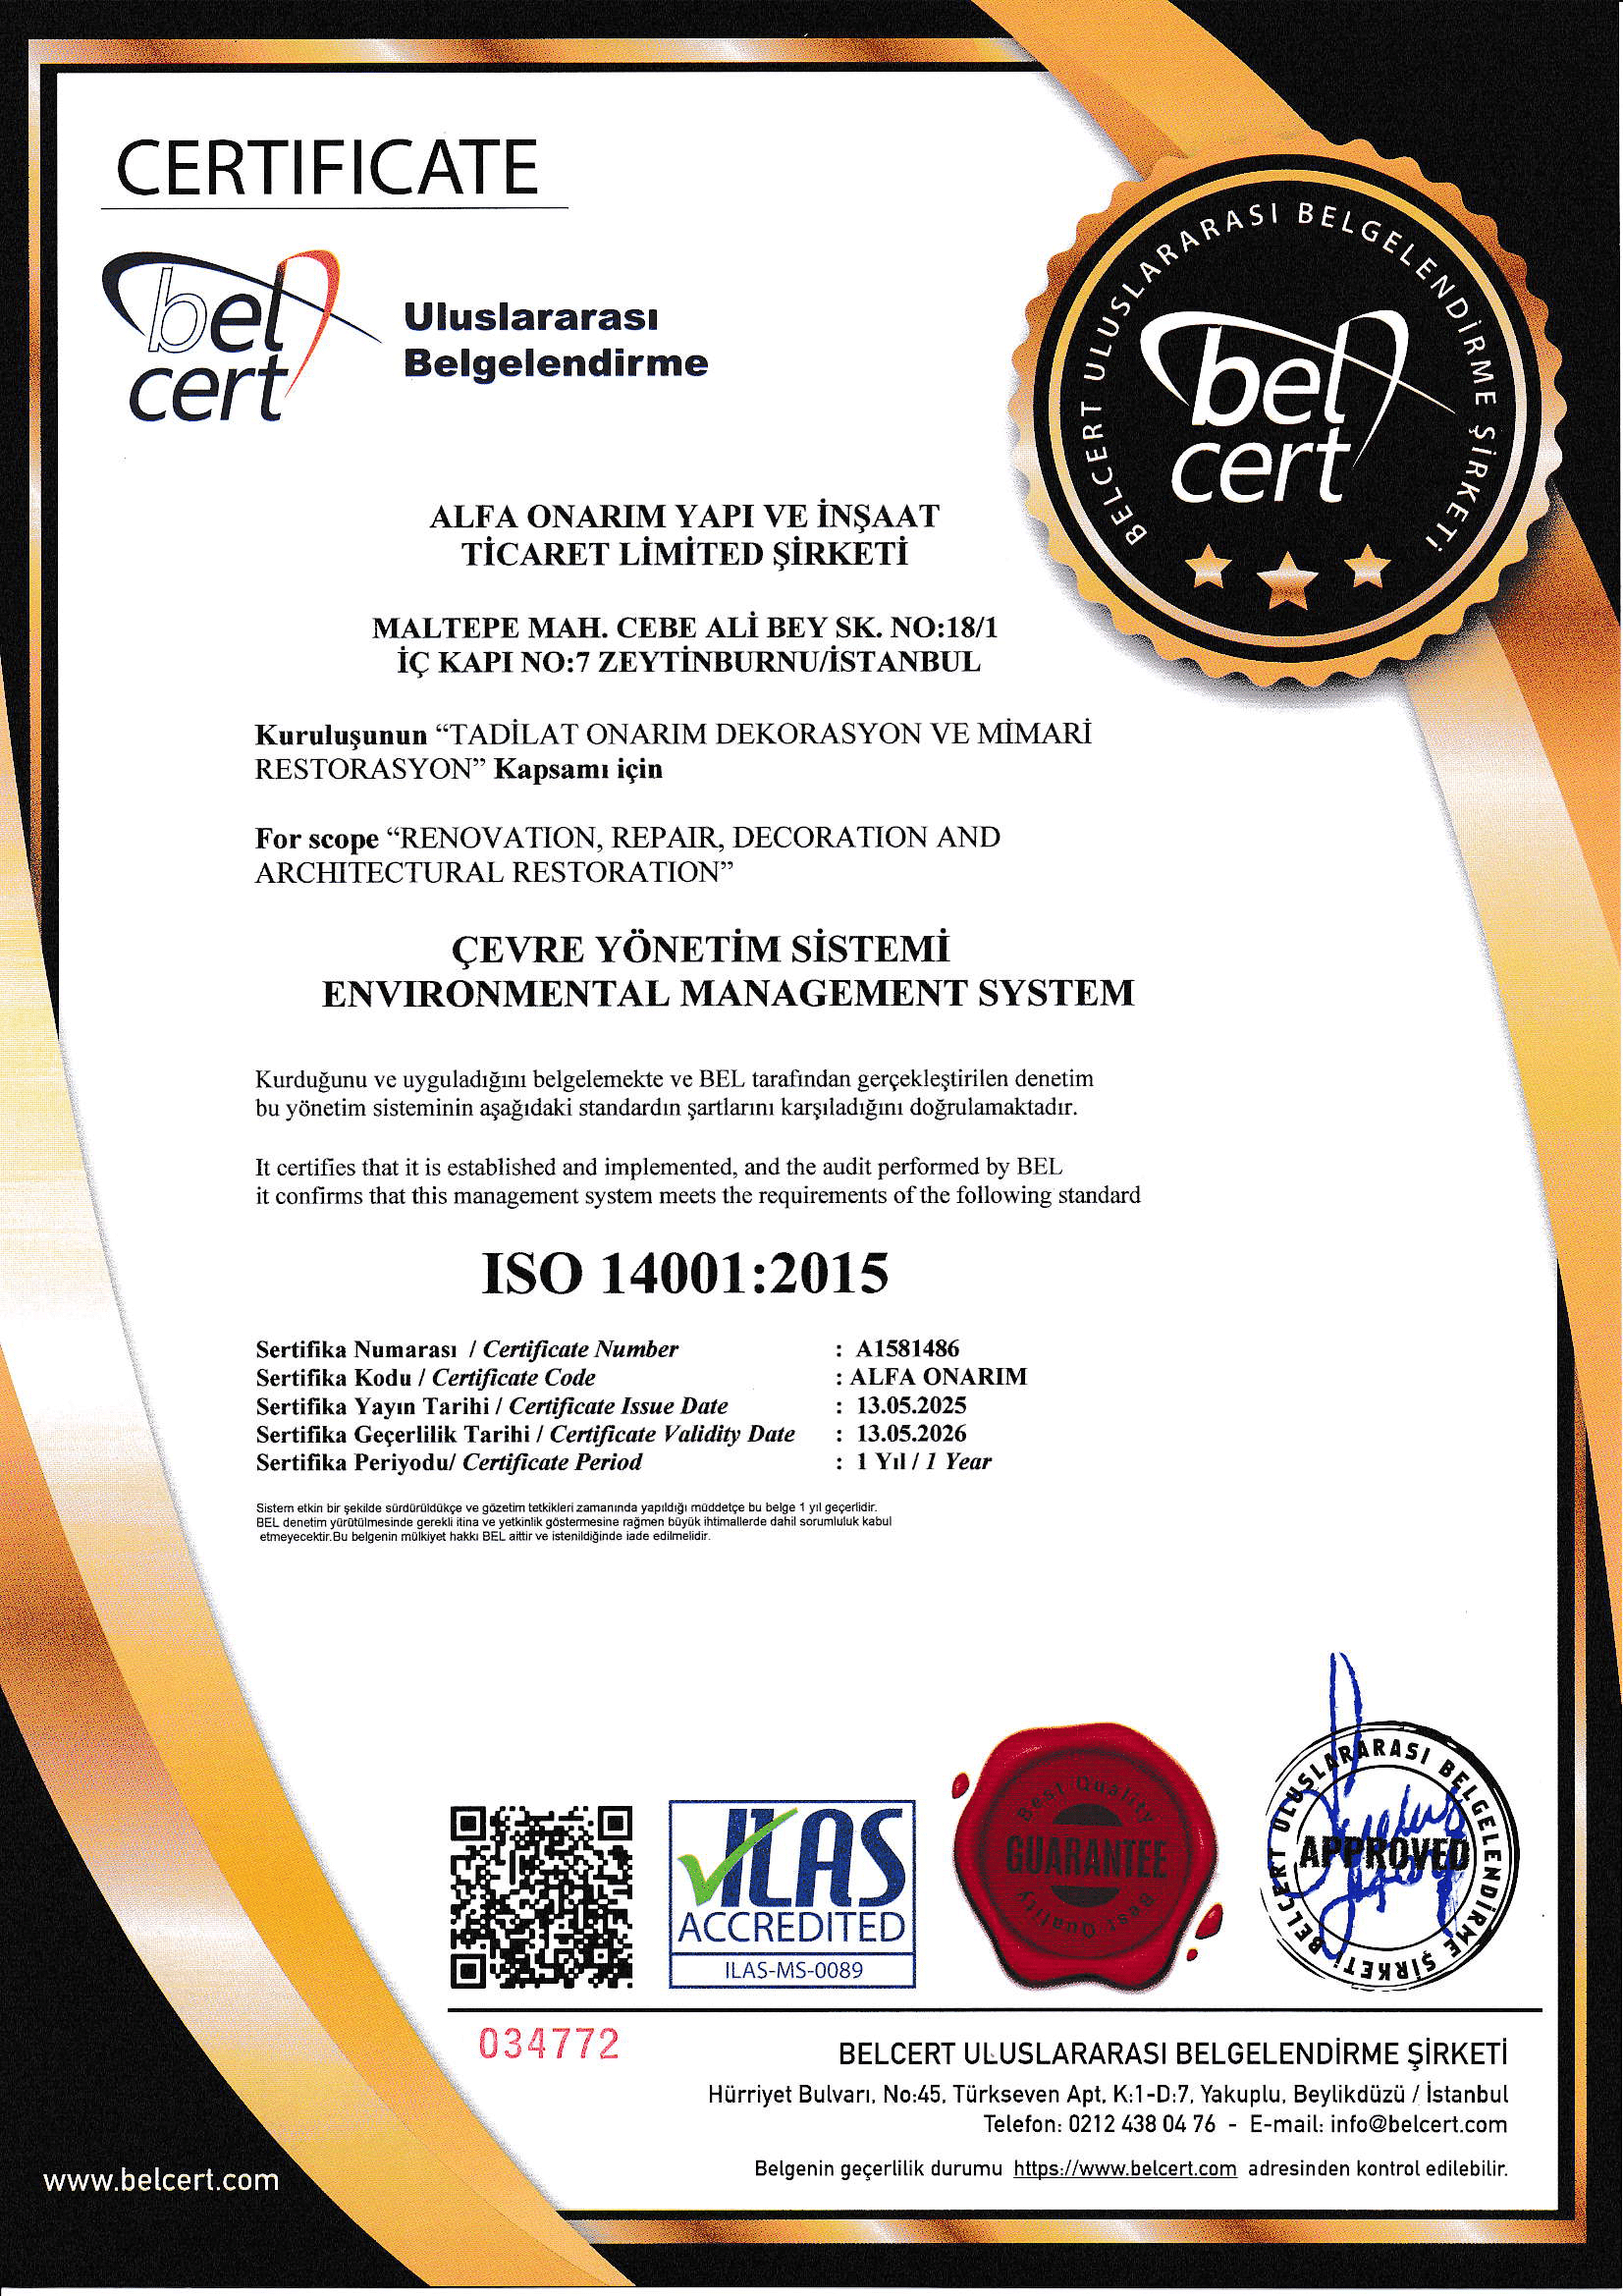 CERTIFICATE
bel
cert
Uluslararası
Belgelendirme
BELCERT ULUSLARARASI BELGELENDİRME ŞİRKETİ
bel
cert
ALFA ONARIM YAPI VE İNŞAAT
TİCARET LİMİTED ŞİRKETİ
MALTEPE MAH. CEBE ALİ BEY SK. NO:18/1
İÇ KAPI NO:7 ZEYTİNBURNU/İSTANBUL
Kuruluşunun “TADİLAT ONARIM DEKORASYON VE MİMARİ
RESTORASYON” Kapsamı için
For scope “RENOVATION, REPAIR, DECORATION AND
ARCHITECTURAL RESTORATION”
ÇEVRE YÖNETİM SİSTEMİ
ENVIRONMENTAL MANAGEMENT SYSTEM
Kurduğunu ve uyguladığını belgelemekte ve BEL tarafından gerçekleştirilen denetim
bu yönetim sisteminin aşağıdaki standardın şartlarını karşıladığını doğrulamaktadır.
It certifies that it is established and implemented, and the audit performed by BEL
it confirms that this management system meets the requirements of the following standard
ISO 14001:2015
Sertifika Numarası / Certificate Number : A1581486
Sertifika Kodu / Certificate Code : ALFA ONARIM
Sertifika Yayın Tarihi / Certificate Issue Date : 13.05.2025
Sertifika Geçerlilik Tarihi / Certificate Validity Date : 13.05.2026
Sertifika Periyodu/ Certificate Period : 1 Yıl / 1 Year
Sistem etkin bir şekilde sürdürüldükçe ve gözetim tetkikleri zamanında yapıldığı müddetçe bu belge 1 yıl geçerlidir.
BEL denetim yürütülmesinde gerekli itina ve yetkinlik göstermesine rağmen büyük ihtimallerde dahil sorumluluk kabul
etmeyecektir.Bu belgenin mülkiyet hakkı BEL aittir ve istenildiğinde iade edilmelidir.
ILAS
ACCREDITED
ILAS-MS-0089
Best Quality
GUARANTEE
Best Quality
BELCERT ULUSLARARASI BELGELENDİRME ŞİRKETİ
APPROVED
034772
BELCERT ULUSLARARASI BELGELENDİRME ŞİRKETİ
Hürriyet Bulvarı, No:45, Türkseven Apt, K:1-D:7, Yakuplu, Beylikdüzü / İstanbul
Telefon: 0212 438 04 76 - E-mail: info@belcert.com
Belgenin geçerlilik durumu https://www.belcert.com adresinden kontrol edilebilir.
www.belcert.com